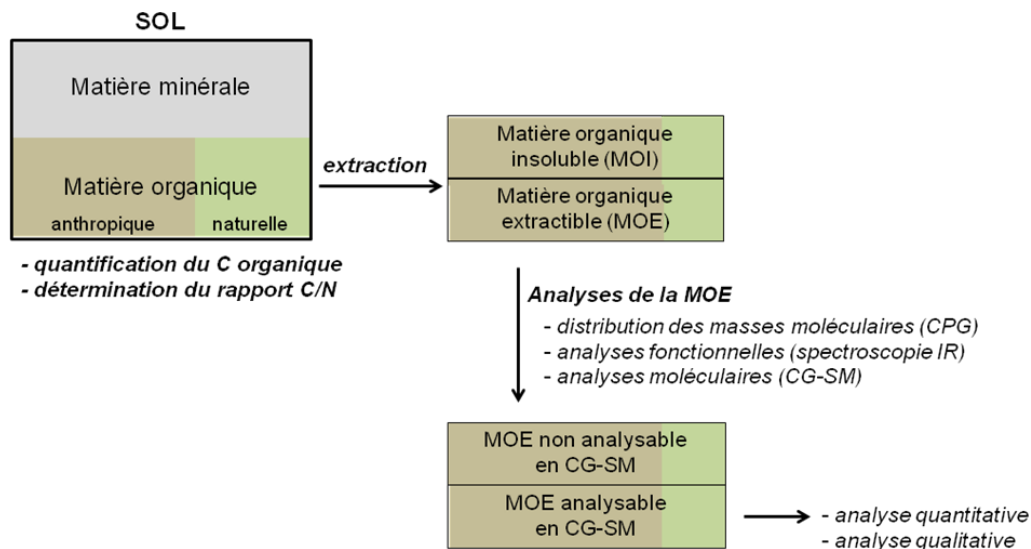 SOL
Matière minérale
Matière organique
anthropique naturelle
- quantification du C organique
- détermination du rapport C/N
extraction
Matière organique
insoluble (MOI)
Matière organique
extractible (MOE)
Analyses de la MOE
- distribution des masses moléculaires (CPG)
- analyses fonctionnelles (spectroscopie IR)
- analyses moléculaires (CG-SM)
MOE non analysable
en CG-SM
MOE analysable
en CG-SM
- analyse quantitative
- analyse qualitative